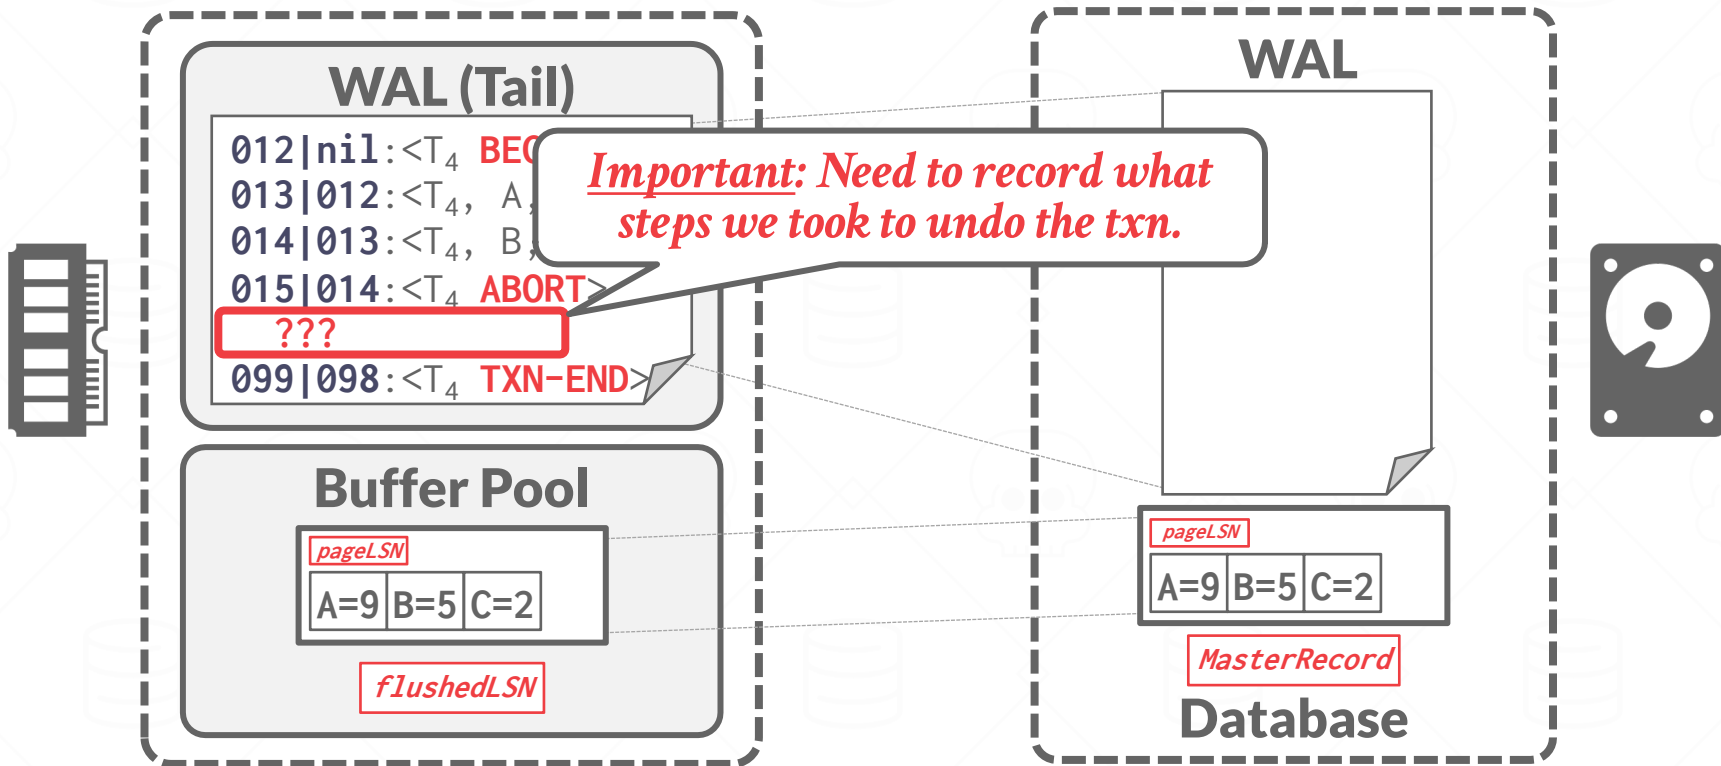 WAL (Tail)
012|nil:<T4 BEG
013|012:<T4, A,
014|013:<T4, B,
015|014:<T4 ABORT>
???
099|098:<T4 TXN-END>
Important: Need to record what
steps we took to undo the txn.
Buffer Pool
pageLSN
A=9 B=5 C=2
flushedLSN
WAL
pageLSN
A=9 B=5 C=2
MasterRecord
Database